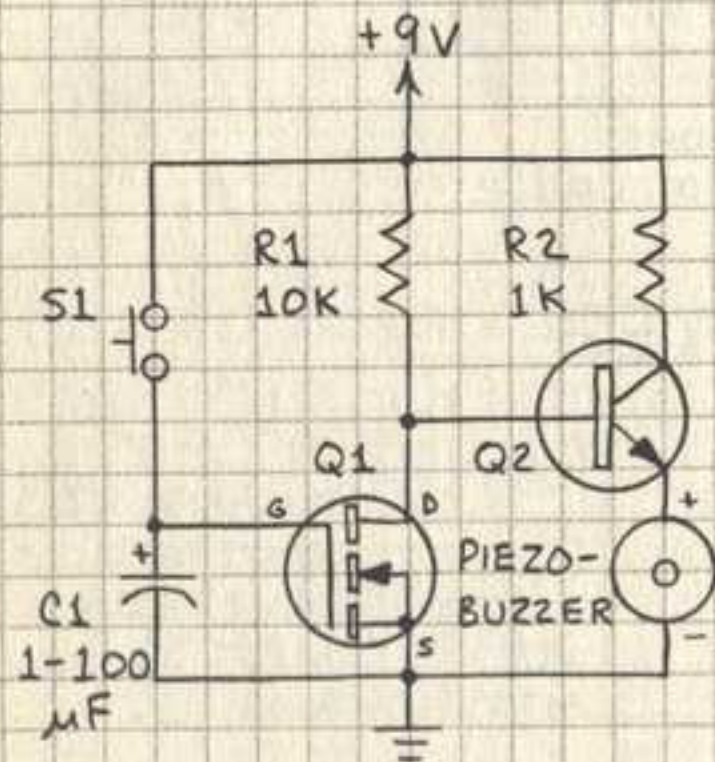 +9V
R1
10K
R2
1K
S1
Q1
Q2
G
D
S
+
C1
1-100
μF
PIEZO-
BUZZER
+
-